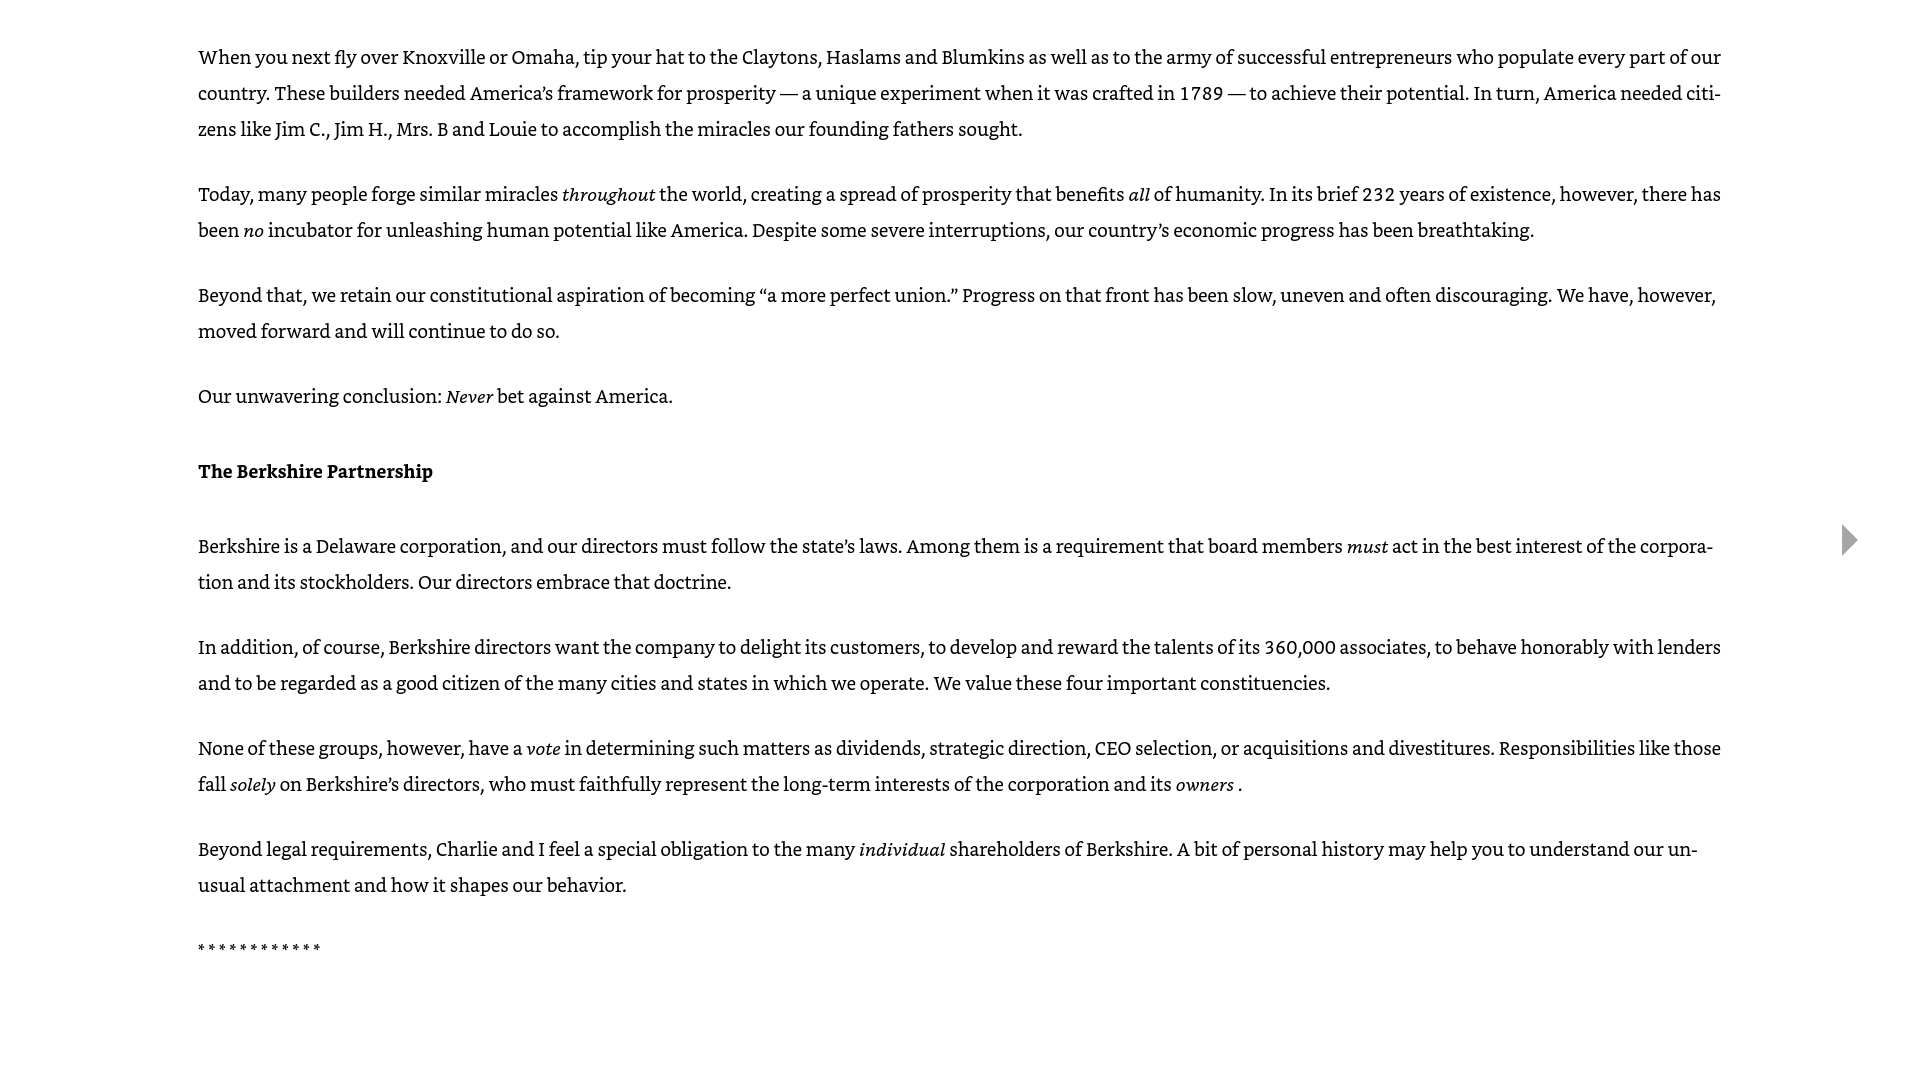 When you next fly over Knoxville or Omaha, tip your hat to the Claytons, Haslams and Blumkins as well as to the army of successful entrepreneurs who populate every part of our
country. These builders needed America’s framework for prosperity — a unique experiment when it was crafted in 1789 — to achieve their potential. In turn, America needed citi-
zens like Jim C., Jim H., Mrs. B and Louie to accomplish the miracles our founding fathers sought.
Today, many people forge similar miracles throughout the world, creating a spread of prosperity that benefits all of humanity. In its brief 232 years of existence, however, there has
been no incubator for unleashing human potential like America. Despite some severe interruptions, our country’s economic progress has been breathtaking.
Beyond that, we retain our constitutional aspiration of becoming “a more perfect union.” Progress on that front has been slow, uneven and often discouraging. We have, however,
moved forward and will continue to do so.
Our unwavering conclusion: Never bet against America.
The Berkshire Partnership
Berkshire is a Delaware corporation, and our directors must follow the state’s laws. Among them is a requirement that board members must act in the best interest of the corpora-
tion and its stockholders. Our directors embrace that doctrine.
In addition, of course, Berkshire directors want the company to delight its customers, to develop and reward the talents of its 360,000 associates, to behave honorably with lenders
and to be regarded as a good citizen of the many cities and states in which we operate. We value these four important constituencies.
None of these groups, however, have a vote in determining such matters as dividends, strategic direction, CEO selection, or acquisitions and divestitures. Responsibilities like those
fall solely on Berkshire’s directors, who must faithfully represent the long-term interests of the corporation and its owners .
Beyond legal requirements, Charlie and I feel a special obligation to the many individual shareholders of Berkshire. A bit of personal history may help you to understand our un-
usual attachment and how it shapes our behavior.
* * * * * * * * * * * *